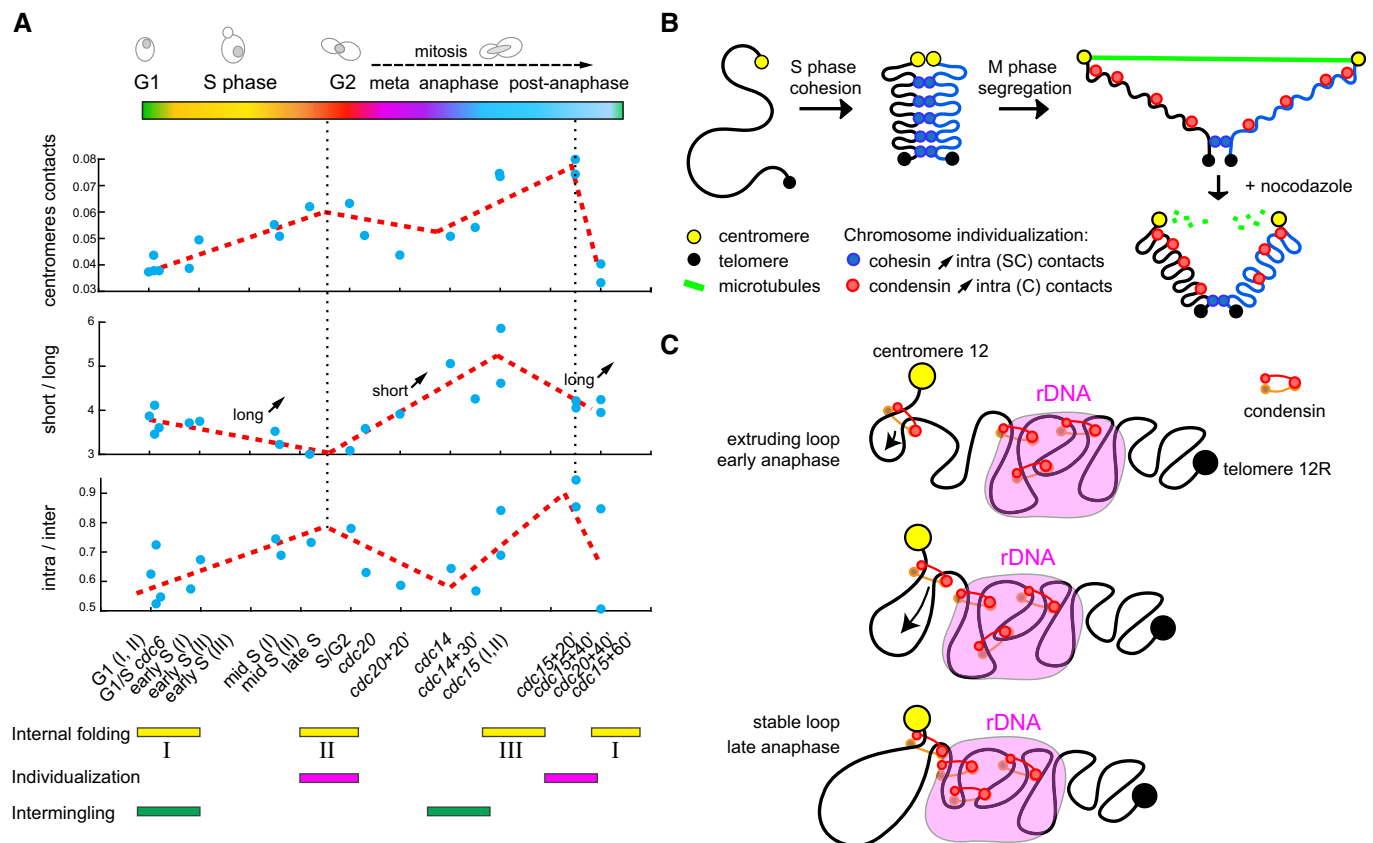 A
mitosis
G1 S phase G2 meta anaphase post-anaphase
centromeres contacts
0.08
0.07
0.06
0.05
0.04
0.03
short / long
6
5
4
3
long
short
long
intra / inter
0.9
0.8
0.7
0.6
0.5
G1 (I, II)
G1/S cdc6
early S (I)
early S (II)
early S (III)
mid S (I)
mid S (II)
late S
S/G2
cdc20
cdc20+20'
cdc14
cdc14+30'
cdc15 (I,II)
cdc15+20'
cdc15+40'
cdc20+40'
cdc15+60'
Internal folding
I II III I
Individualization
Intermingling
B
S phase
cohesion
M phase
segregation
+ nocodazole
centromere
telomere
microtubules
Chromosome individualization:
cohesin intra (SC) contacts
condensin intra (C) contacts
C
centromere 12
rDNA
condensin
extruding loop
early anaphase
telomere 12R
rDNA
stable loop
late anaphase
rDNA